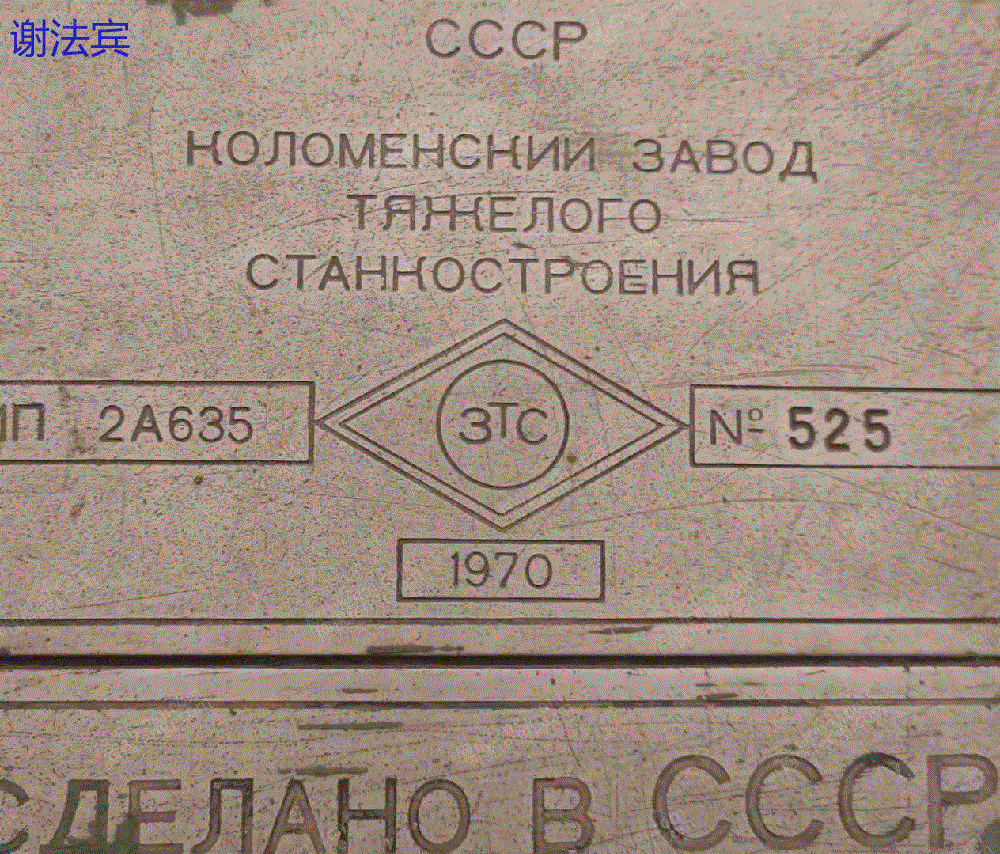 谢法宾
СССР
КОЛОМЕНСКИЙ ЗАВОД
ТЯЖЕЛОГО
СТАНКОСТРОЕНИЯ
2А635
ЗТС
№ 525
1970
СДЕЛАНО В СССР